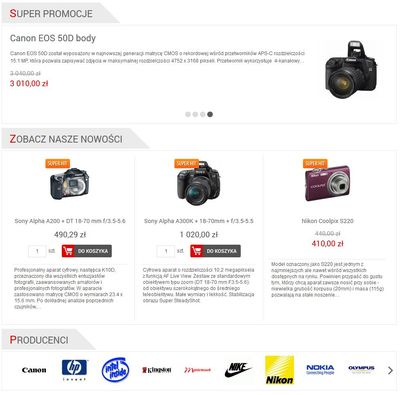 SUPER PROMOCJE
Canon EOS 50D body
Canon EOS 50D został wyposażony w najnowszej generacji matrycę CMOS o rekordowej wśród przetworników APS-C rozdzielczości
15.1 MP, która pozwala zapisywać zdjęcia w maksymalnej rozdzielczości 4752 x 3168 pikseli. Przetwornik wykorzystuje 4-kanałowy...
3 040,00 zł
3 010,00 zł
ZOBACZ NASZE NOWOŚCI
SUPER HIT
SUPER HIT
SUPER HIT
Sony Alpha A200 + DT 18-70 mm f/3.5-5.6
490,29 zł
1 szt. DO KOSZYKA
Profesjonalny aparat cyfrowy, następca K10D,
przeznaczony dla wszystkich entuzjastów
fotografii, zaawansowanych amatorów i
profesjonalnych fotografów. W aparacie
zastosowano matrycę CMOS o wymiarach 23.4 x
15.6 mm. Po dodaniu analizy poprzednich
czujników...
Sony Alpha A300K + 18-70mm + f/3.5-5.5
1 020,00 zł
1 szt. DO KOSZYKA
Cyfrowa aparat o rozdzielczości 10,2 megapiksela
z funkcją AF Live View. Zestaw ze standardowym
obiektywem typu zoom (DT 18-70 mm F3.5-5.6)
od obiektywu szerokokątnego do średniego
teleobiektywu. Małe wymiary i lekkość. Stabilizacja
obrazu Super SteadyShot.
Nikon Coolpix S220
440,00 zł
410,00 zł
Model oznaczony jako S220 jest jednym z
najmniejszych ale nawet wśród wszystkich
dostępnych na rynku. Powinien przypaść do gustu
tym, którzy chcą aparat zawsze nosić przy sobie -
niewielka grubość korpusu (20mm) i masa (115g)
pozwalają na stałe noszenie...
PRODUCENCI
Canon
hp
intel inside
Kingston
NIKE
Nikon
NOKIA
Connecting People
OLYMPUS